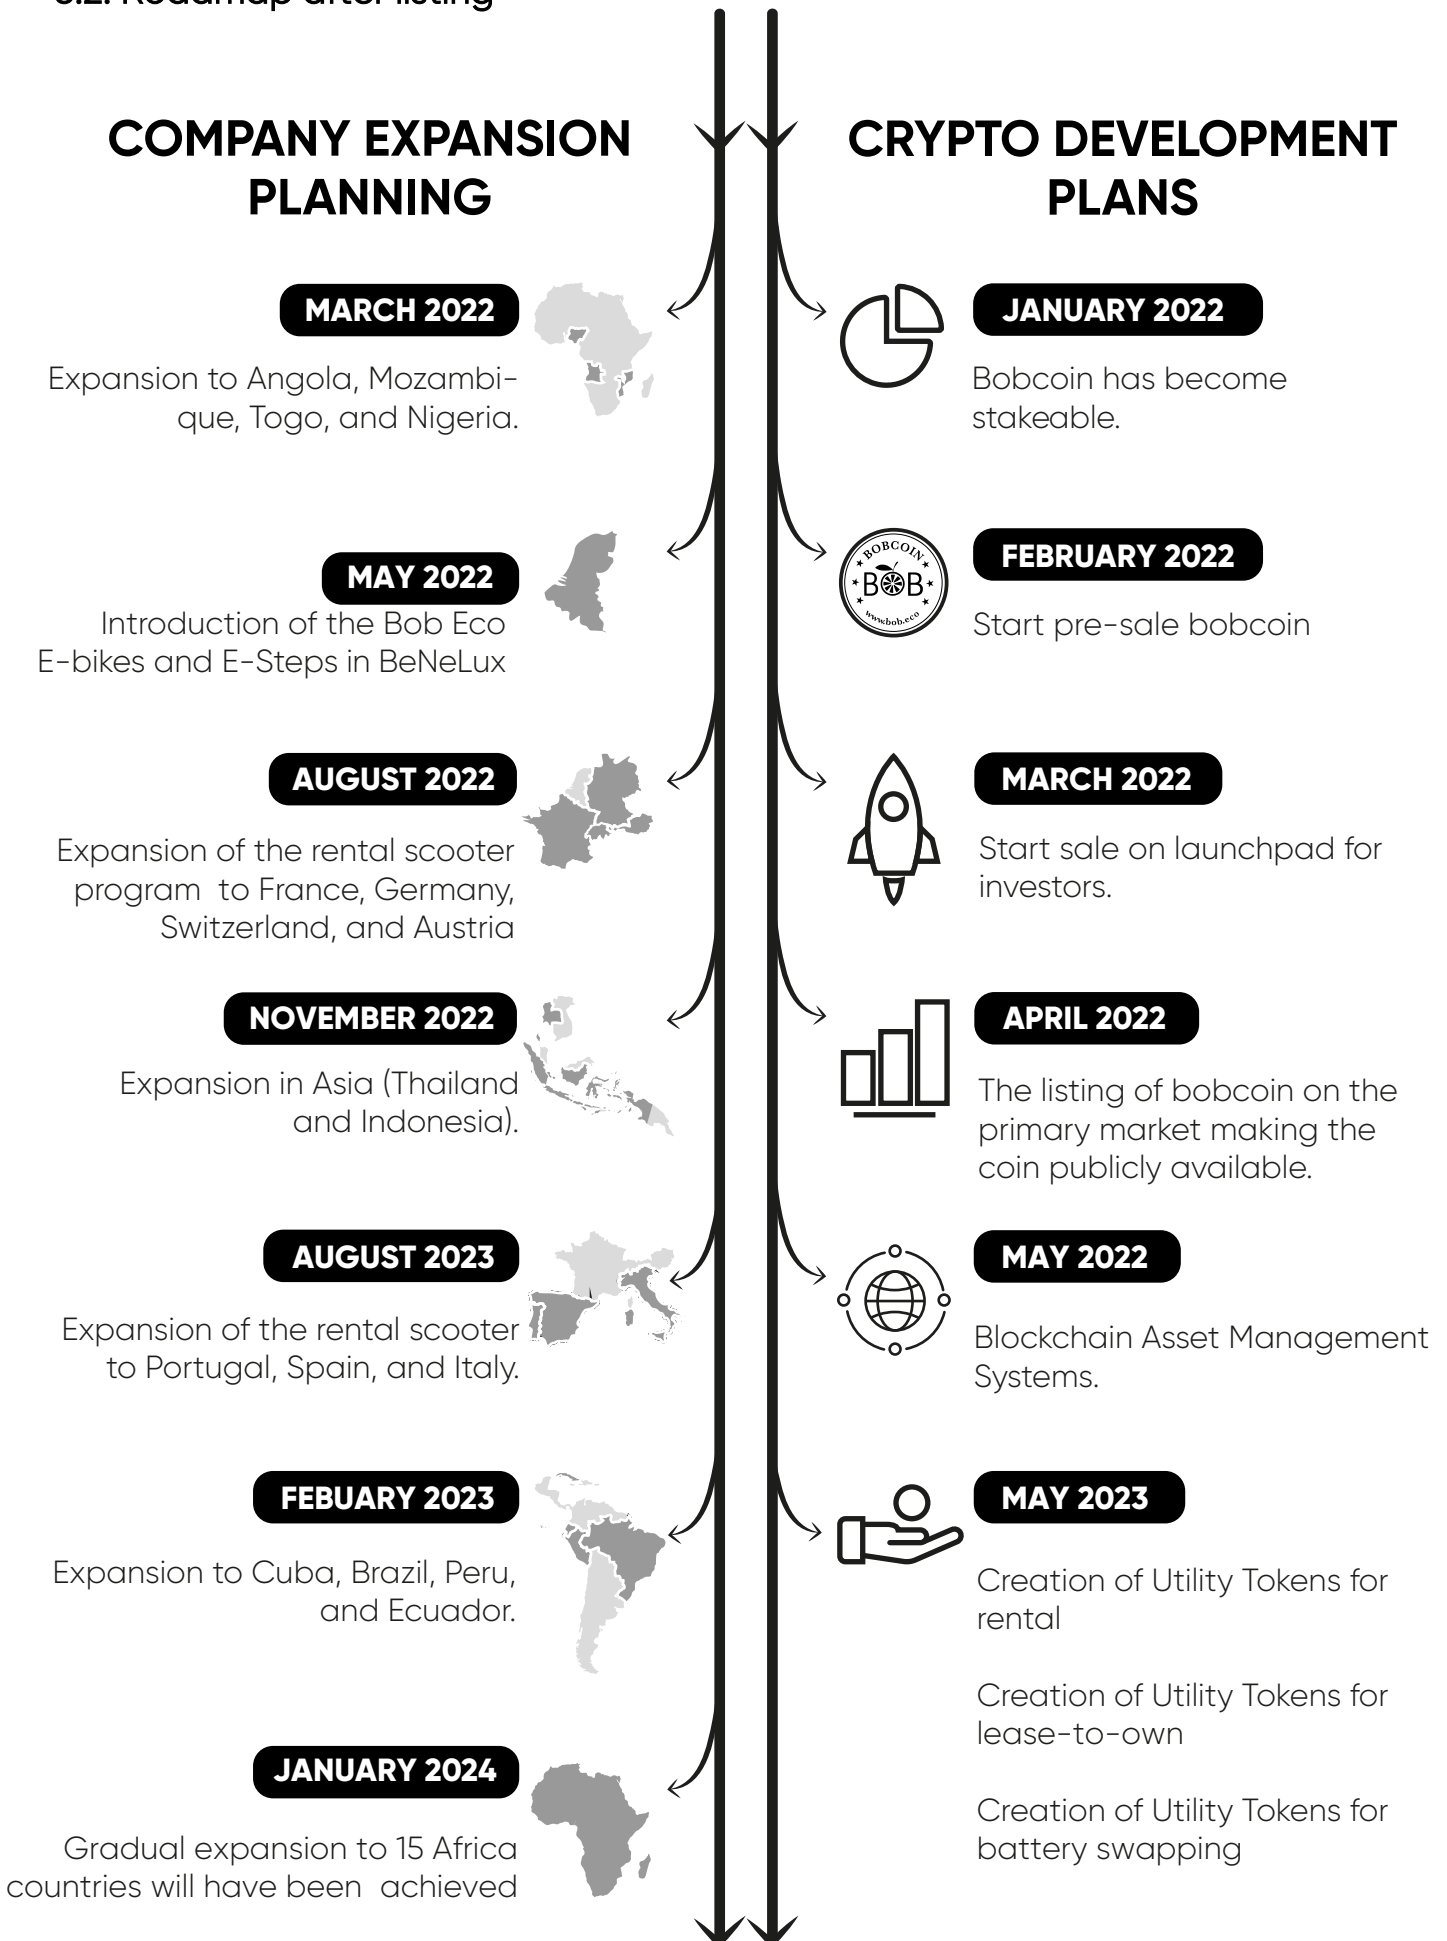 5.2. Roadmap after listing
COMPANY EXPANSION
PLANNING
MARCH 2022
Expansion to Angola, Mozambi-
que, Togo, and Nigeria.
MAY 2022
Introduction of the Bob Eco
E-bikes and E-Steps in BeNeLux
AUGUST 2022
Expansion of the rental scooter
program  to France, Germany,
Switzerland, and Austria
NOVEMBER 2022
Expansion in Asia (Thailand
and Indonesia).
AUGUST 2023
Expansion of the rental scooter
to Portugal, Spain, and Italy.
FEBUARY 2023
Expansion to Cuba, Brazil, Peru,
and Ecuador.
JANUARY 2024
Gradual expansion to 15 Africa
countries will have been  achieved
CRYPTO DEVELOPMENT
PLANS
JANUARY 2022
Bobcoin has become
stakeable.
BOBCOIN
BOB
www.bob.eco
FEBRUARY 2022
Start pre-sale bobcoin
MARCH 2022
Start sale on launchpad for
investors.
APRIL 2022
The listing of bobcoin on the
primary market making the
coin publicly available.
MAY 2022
Blockchain Asset Management
Systems.
MAY 2023
Creation of Utility Tokens for
rental
Creation of Utility Tokens for
lease-to-own
Creation of Utility Tokens for
battery swapping